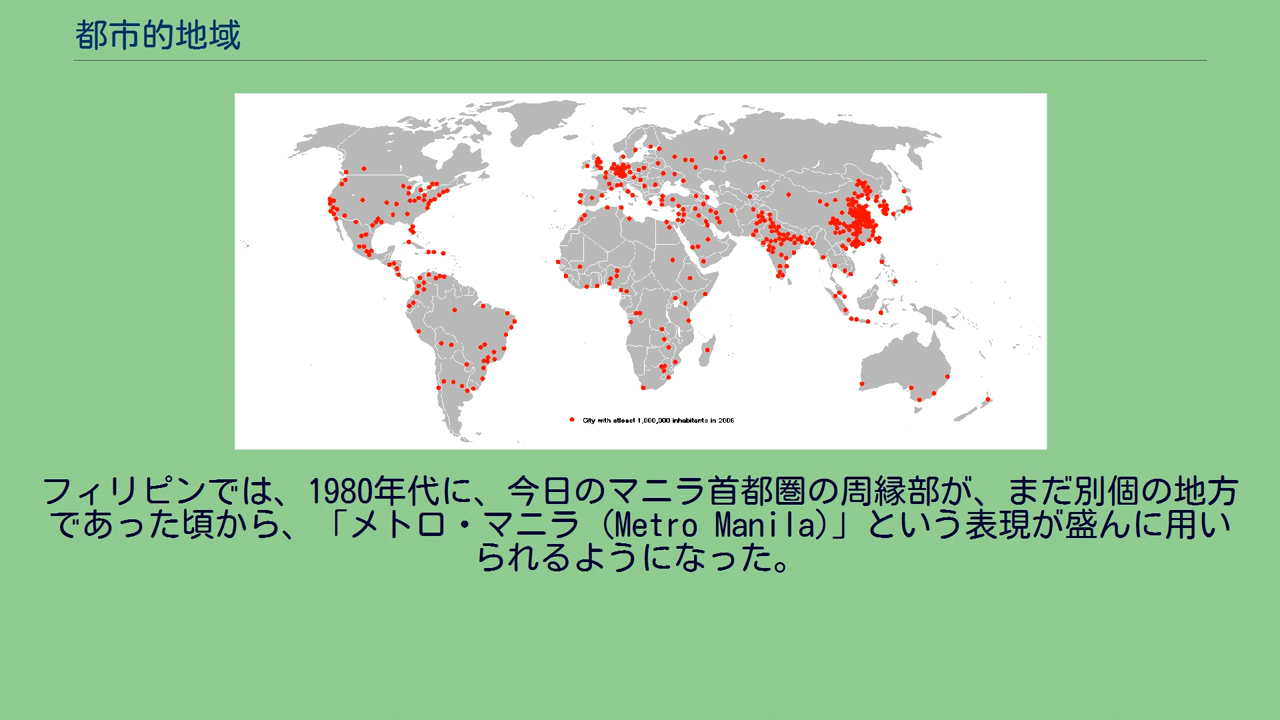 都市的地域
City with atleast 1,000,000 inhabitants in 2006
フィリピンでは、1980年代に、今日のマニラ首都圏の周縁部が、まだ別個の地方
であった頃から、「メトロ・マニラ (Metro Manila)」という表現が盛んに用い
られるようになった。